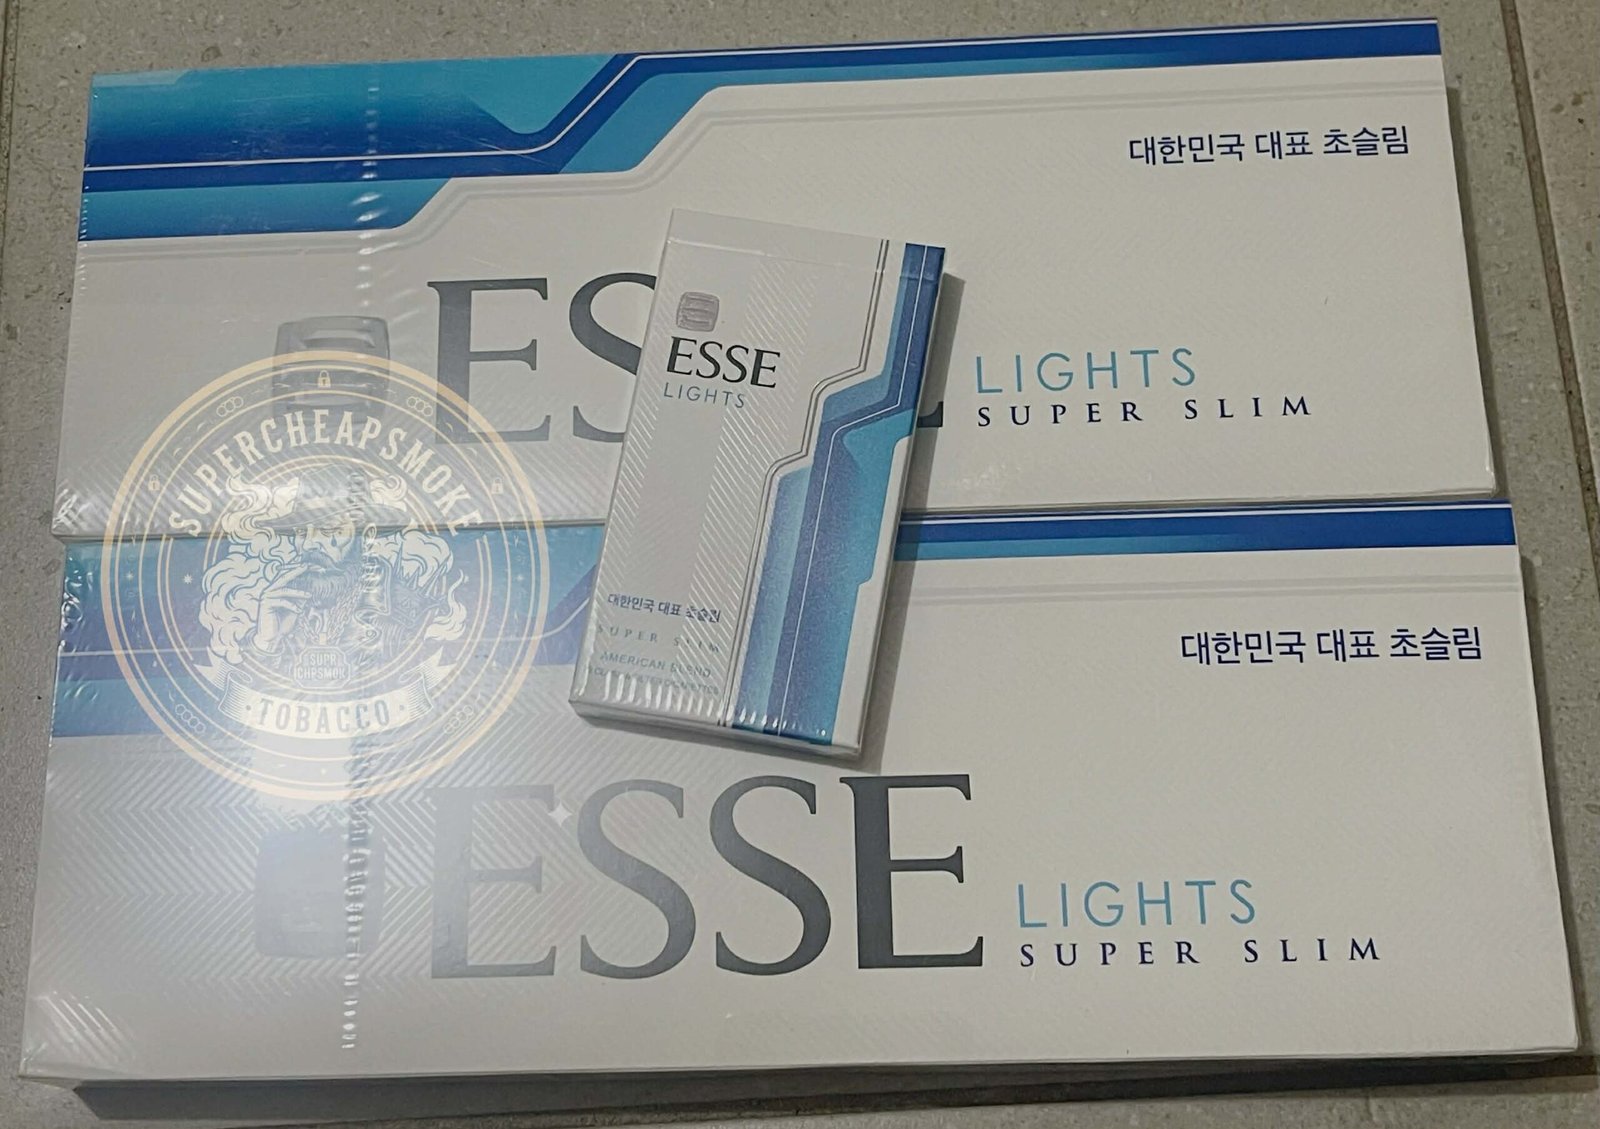 대한민국 대표 초슬림
ESSE
LIGHTS
SUPER SLIM
ESSE
LIGHTS
대한민국 대표 초슬림
SUPER SLIM
AMERICAN BLEND
SUPERCHEAPSMOKE
SUPR
CHPSMOK
TOBACCO
대한민국 대표 초슬림
ESSE
LIGHTS
SUPER SLIM